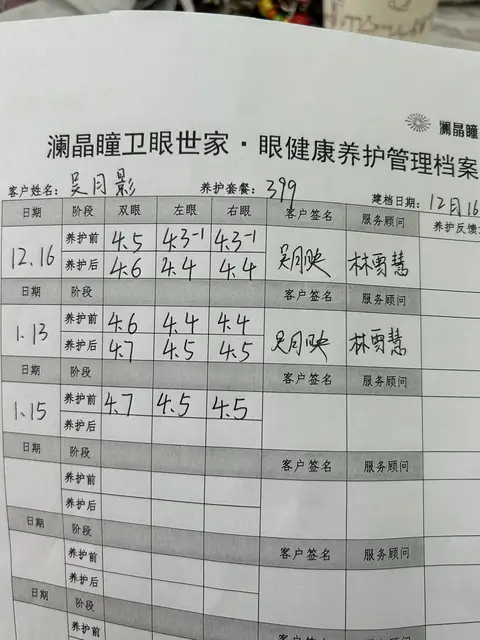 澜晶瞳
澜晶瞳卫眼世家·眼健康养护管理档案
客户姓名: 吴月影 养护套餐: 399 建档日期: 12月16
日期 阶段 双眼 左眼 右眼 客户签名 服务顾问 养护反馈
12.16 养护前 4.5 4.3-1 4.3-1 吴月映 林雪慧
养护后 4.6 4.4 4.4
日期 阶段 客户签名 服务顾问
1.13 养护前 4.6 4.4 4.4 吴月映 林雪慧
养护后 4.7 4.5 4.5
日期 阶段 客户签名 服务顾问
1.15 养护前 4.7 4.5 4.5
养护后
日期 阶段 客户签名 服务顾问
养护前
养护后
日期 阶段 客户签名 服务顾问
养护前
养护后
日期 阶段 客户签名 服务顾问
养护前